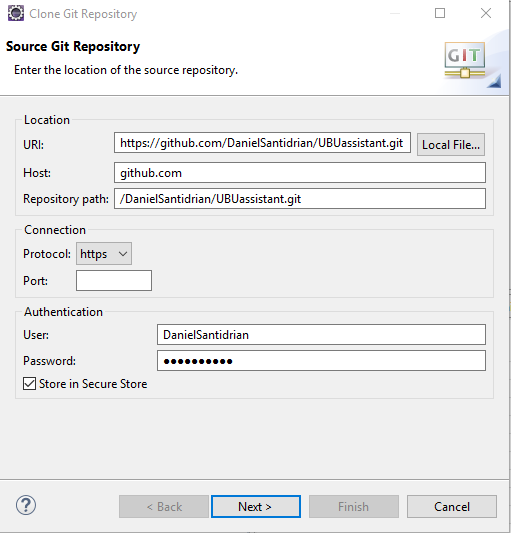 Clone Git Repository
Source Git Repository
Enter the location of the source repository.
GIT
Location
URI: https://github.com/DanielSantidrian/UBUassistant.git Local File...
Host: github.com
Repository path: /DanielSantidrian/UBUassistant.git
Connection
Protocol: https
Port:
Authentication
User: DanielSantidrian
Password: ●●●●●●●●●●
Store in Secure Store
? < Back Next > Finish Cancel